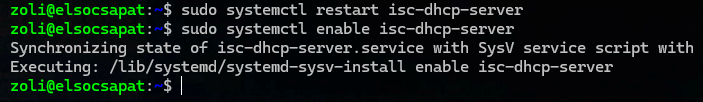 zoli@elsocsapat:~$ sudo systemctl restart isc-dhcp-server
zoli@elsocsapat:~$ sudo systemctl enable isc-dhcp-server
Synchronizing state of isc-dhcp-server.service with SysV service script with
Executing: /lib/systemd/systemd-sysv-install enable isc-dhcp-server
zoli@elsocsapat:~$